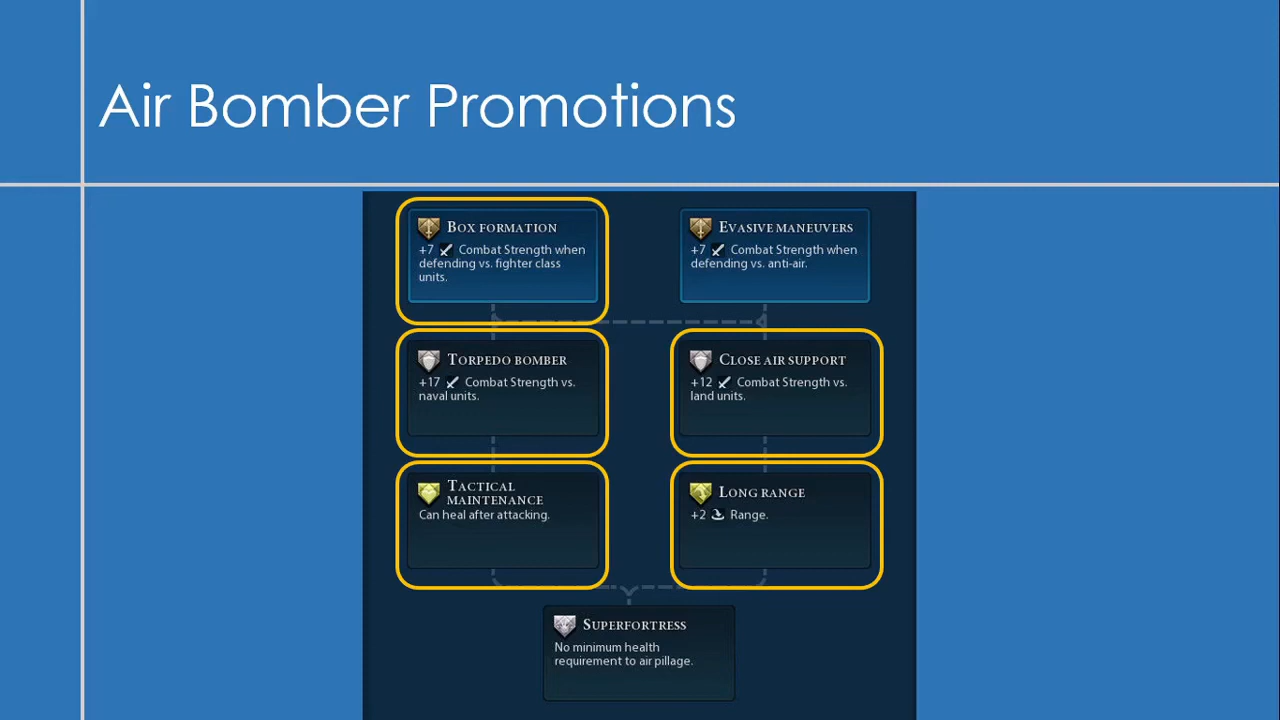 Air Bomber Promotions
BOX FORMATION
+7 Combat Strength when
defending vs. fighter class
units.
EVASIVE MANEUVERS
+7 Combat Strength when
defending vs. anti-air.
TORPEDO BOMBER
+17 Combat Strength vs.
naval units.
CLOSE AIR SUPPORT
+12 Combat Strength vs.
land units.
TACTICAL
MAINTENANCE
Can heal after attacking.
LONG RANGE
+2 Range.
SUPERFORTRESS
No minimum health
requirement to air pillage.